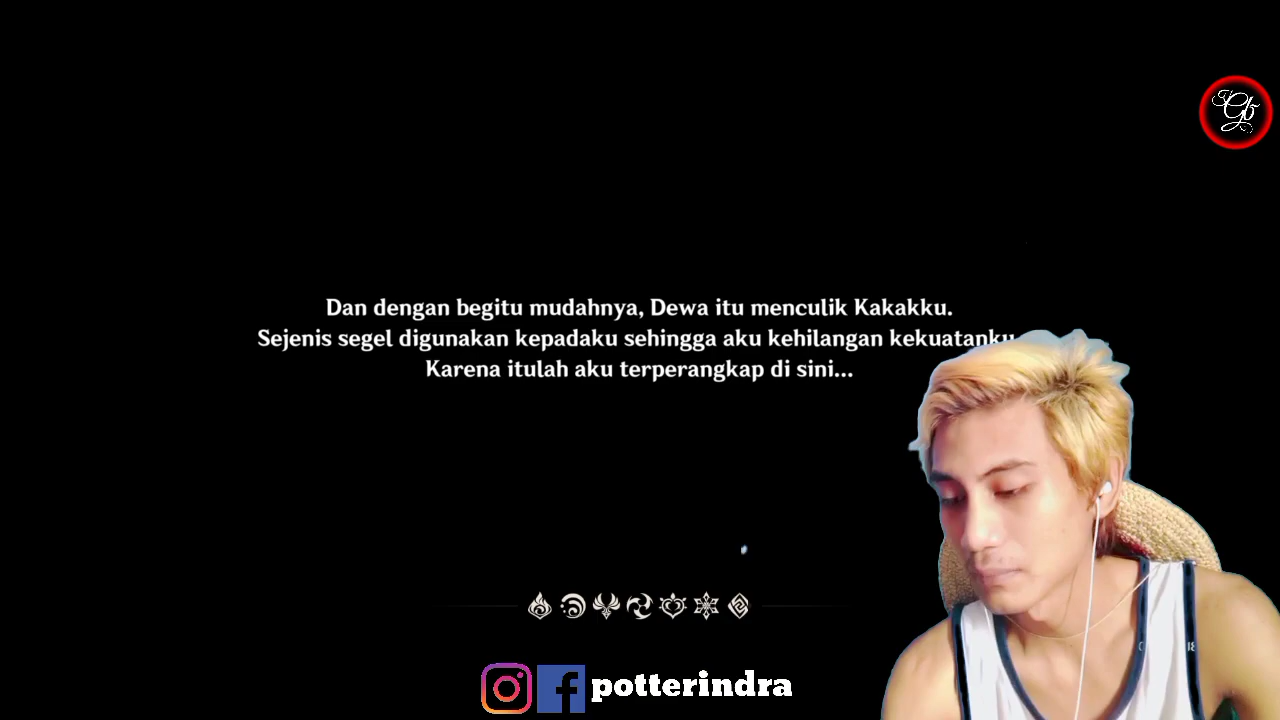 Dan dengan begitu mudahnya, Dewa itu menculik Kakakku.
Sejenis segel digunakan kepadaku sehingga aku kehilangan kekuatanku
Karena itulah aku terperangkap di sini...
potterindra